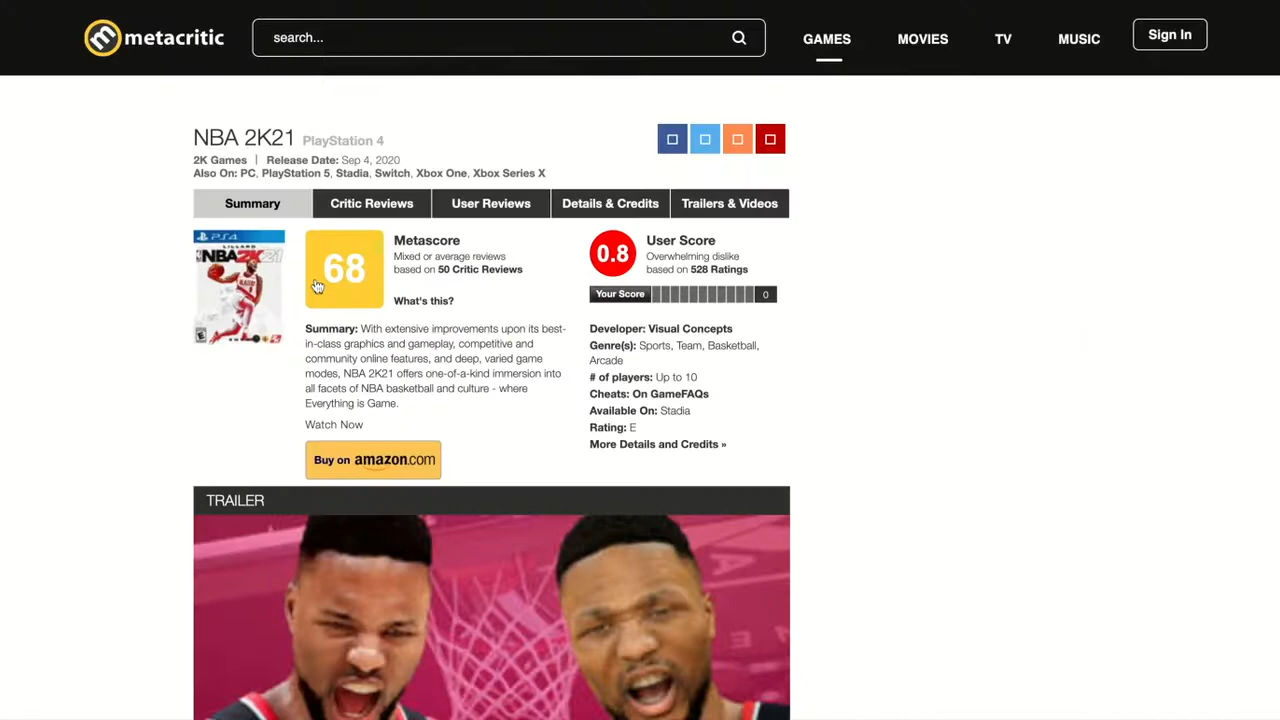 metacritic
search...
GAMES
MOVIES
TV
MUSIC
Sign In
NBA 2K21 PlayStation 4
2K Games | Release Date: Sep 4, 2020
Also On: PC, PlayStation 5, Stadia, Switch, Xbox One, Xbox Series X
Summary
Critic Reviews
User Reviews
Details & Credits
Trailers & Videos
PS4
LILLARD
NBA2K21
68
Metascore
Mixed or average reviews
based on 50 Critic Reviews
What's this?
Summary: With extensive improvements upon its best-
in-class graphics and gameplay, competitive and
community online features, and deep, varied game
modes, NBA 2K21 offers one-of-a-kind immersion into
all facets of NBA basketball and culture - where
Everything is Game.
Watch Now
Buy on amazon.com
0.8
User Score
Overwhelming dislike
based on 528 Ratings
Your Score
0
Developer: Visual Concepts
Genre(s): Sports, Team, Basketball,
Arcade
# of players: Up to 10
Cheats: On GameFAQs
Available On: Stadia
Rating: E
More Details and Credits »
TRAILER